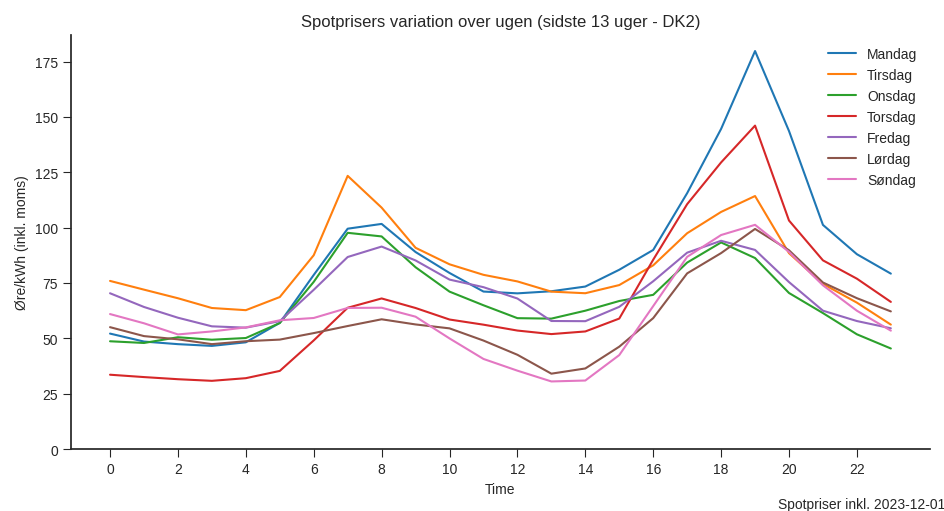 Spotprisers variation over ugen (sidste 13 uger - DK2)
Mandag
Tirsdag
Onsdag
Torsdag
Fredag
Lørdag
Søndag
Øre/kWh (inkl. moms)
175
150
125
100
75
50
25
0
0 2 4 6 8 10 12 14 16 18 20 22
Time
Spotpriser inkl. 2023-12-01